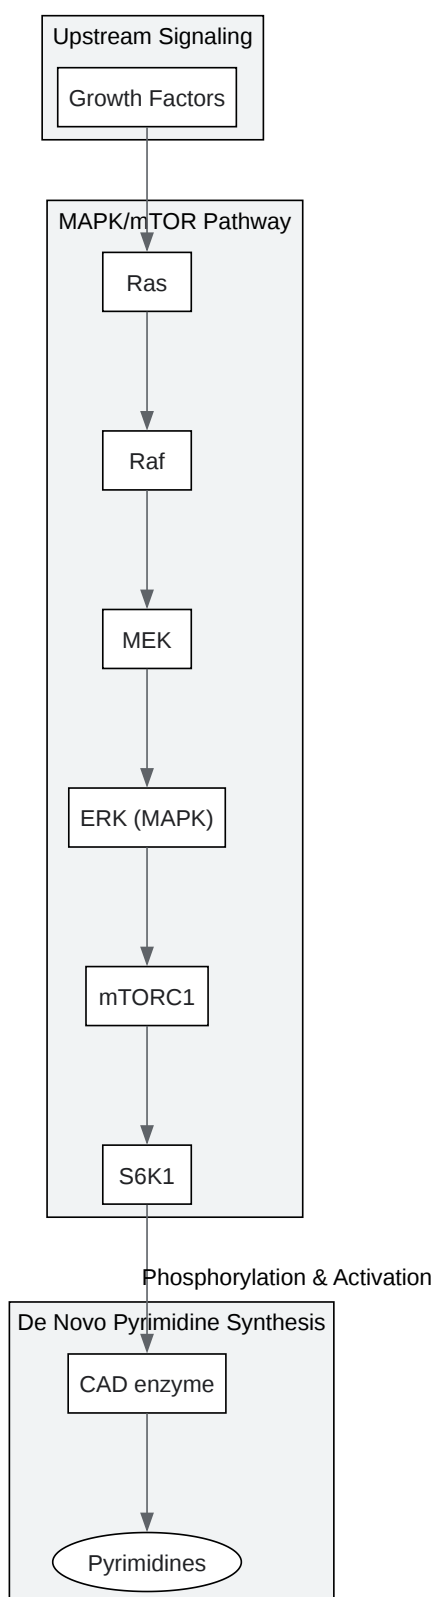 Upstream Signaling
Growth Factors
MAPK/mTOR Pathway
Ras
Raf
MEK
ERK (MAPK)
mTORC1
S6K1
Phosphorylation & Activation
De Novo Pyrimidine Synthesis
CAD enzyme
Pyrimidines